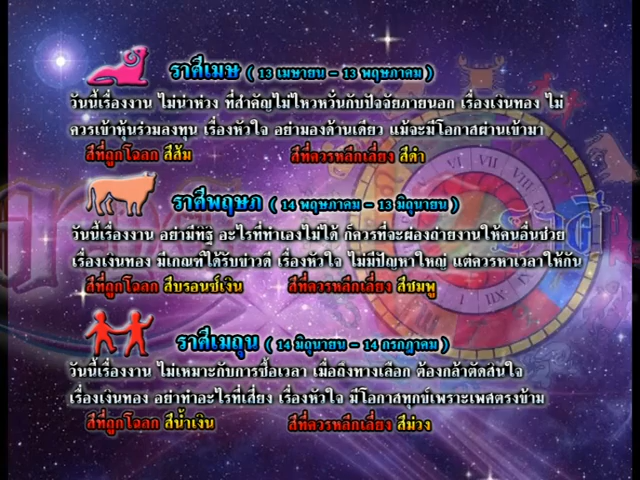 ราศีเมษ ( 13 เมษายน - 13 พฤษภาคม )
วันนี้เรื่องงาน ไม่น่าห่วง ที่สำคัญไม่ไหวหวั่นกับปัจจัยภายนอก เรื่องเงินทอง ไม่
ควรเข้าหุ้นร่วมลงทุน เรื่องหัวใจ อย่ามองด้านเดียว แม้จะมีโอกาสผ่านเข้ามา
สีที่ถูกโฉลก สีส้ม สีที่ควรหลีกเลี่ยง สีดำ
ราศีพฤษภ ( 14 พฤษภาคม - 13 มิถุนายน )
วันนี้เรื่องงาน อย่ามีทิฐิ อะไรที่ทำเองไม่ได้ ก็ควรที่จะผ่องถ่ายงานให้คนอื่นช่วย
เรื่องเงินทอง มีเกณฑ์ได้รับข่าวดี เรื่องหัวใจ ไม่มีปัญหาใหญ่ แต่ควรหาเวลาให้กัน
สีที่ถูกโฉลก สีบรอนซ์เงิน สีที่ควรหลีกเลี่ยง สีชมพู
ราศีเมถุน ( 14 มิถุนายน - 14 กรกฎาคม )
วันนี้เรื่องงาน ไม่เหมาะกับการซื้อเวลา เมื่อถึงทางเลือก ต้องกล้าตัดสินใจ
เรื่องเงินทอง อย่าทำอะไรที่เสี่ยง เรื่องหัวใจ มีโอกาสทุกข์เพราะเพศตรงข้าม
สีที่ถูกโฉลก สีน้ำเงิน สีที่ควรหลีกเลี่ยง สีม่วง